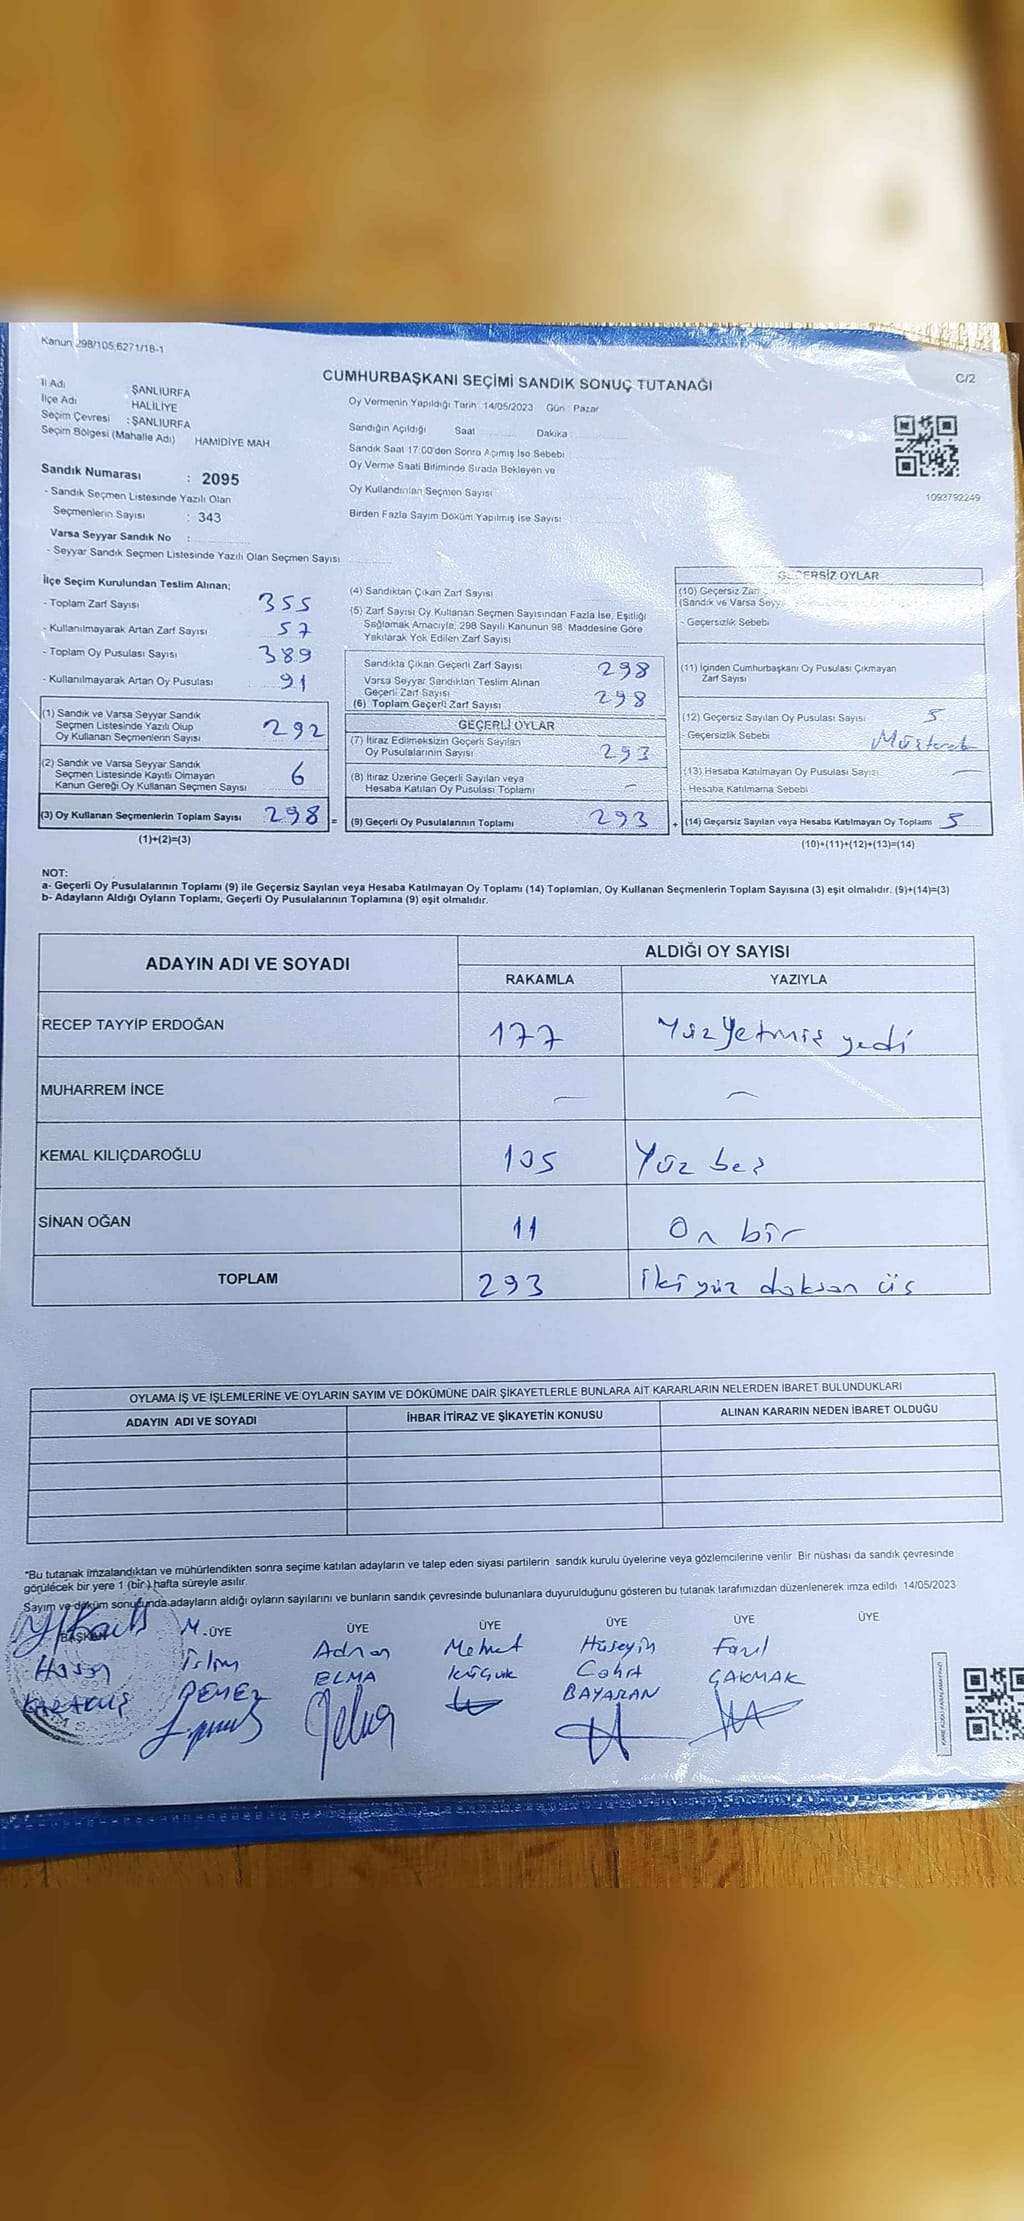 Kanun 298/105,6271/18-1
CUMHURBAŞKANI SEÇİMİ SANDIK SONUÇ TUTANAĞI
C/2
İl Adı ŞANLIURFA
İlçe Adı HALİLİYE
Seçim Çevresi : ŞANLIURFA
Seçim Bölgesi (Mahalle Adı) HAMIDİYE MAH
Sandık Numarası : 2095
- Sandık Seçmen Listesinde Yazılı Olan
Seçmenlerin Sayısı : 343
Varsa Seyyar Sandık No :
- Seyyar Sandık Seçmen Listesinde Yazılı Olan Seçmen Sayısı
Oy Vermenin Yapıldığı Tarih 14/05/2023 Gün : Pazar
Sandığın Açıldığı Saat Dakika
Sandık Saat 17:00'den Sonra Açımış İse Sebebi
Oy Verme Saati Bitiminde Sırada Bekleyen ve
Oy Kullandırılan Seçmen Sayısı
Birden Fazla Sayım Döküm Yapılmış ise Sayısı
1093792249
İlçe Seçim Kurulundan Teslim Alınan;
- Toplam Zarf Sayısı 355
- Kullanılmayarak Artan Zarf Sayısı 57
- Toplam Oy Pusulası Sayısı 389
- Kullanılmayarak Artan Oy Pusulası 91
(1) Sandık ve Varsa Seyyar Sandık
Seçmen Listesinde Yazılı Olup
Oy Kullanan Seçmenlerin Sayısı 292
(2) Sandık ve Varsa Seyyar Sandık
Seçmen Listesinde Kayıtlı Olmayan
Kanun Gereği Oy Kullanan Seçmen Sayısı 6
(3) Oy Kullanan Seçmenlerin Toplam Sayısı 298 =
(1)+(2)=(3)
(4) Sandıktan Çıkan Zarf Sayısı
(5) Zarf Sayısı Oy Kullanan Seçmen Sayısından Fazla İse, Eşitliği
Sağlamak Amacıyla, 298 Sayılı Kanunun 98. Maddesine Göre
Yakılarak Yok Edilen Zarf Sayısı
Sandıkta Çıkan Geçerli Zarf Sayısı 298
Varsa Seyyar Sandıktan Teslim Alınan
Geçerli Zarf Sayısı
(6) Toplam Geçerli Zarf Sayısı 298
GEÇERLİ OYLAR
(7) İtiraz Edilmeksizin Geçerli Sayılan
Oy Pusulalarının Sayısı 293
(8) İtiraz Üzerine Geçerli Sayılan veya
Hesaba Katılan Oy Pusulası Toplamı -
(9) Geçerli Oy Pusulalarının Toplamı 293 +
OYLAR
(10) Geçersiz
(Sandık ve Varsa
- Geçersizlik Sebebi
(11) İçinden Cumhurbaşkanı Oy Pusulası Çıkmayan
Zarf Sayısı
(12) Geçersiz Sayılan Oy Pusulası Sayısı 5
Geçersizlik Sebebi Müşterek
(13) Hesaba Katılmayan Oy Pusulası Sayısı -
- Hesaba Katılmama Sebebi
(14) Geçersiz Sayılan veya Hesaba Katılmayan Oy Toplamı 5
(10)+(11)+(12)+(13)=(14)
NOT:
a- Geçerli Oy Pusulalarının Toplamı (9) ile Geçersiz Sayılan veya Hesaba Katılmayan Oy Toplamı (14) Toplamları, Oy Kullanan Seçmenlerin Toplam Sayısına (3) eşit olmalıdır. (9)+(14)=(3)
b- Adayların Aldığı Oyların Toplamı, Geçerli Oy Pusulalarının Toplamına (9) eşit olmalıdır.
ADAYIN ADI VE SOYADI
ALDIĞI OY SAYISI
RAKAMLA YAZIYLA
RECEP TAYYİP ERDOĞAN 177 Yüzyetmiş yedi
MUHARREM İNCE - -
KEMAL KILIÇDAROĞLU 105 Yüz beş
SİNAN OĞAN 11 On bir
TOPLAM 293 iki yüz doksan üç
OYLAMA İŞ VE İŞLEMLERİNE VE OYLARIN SAYIM VE DÖKÜMÜNE DAİR ŞİKAYETLERLE BUNLARA AİT KARARLARIN NELERDEN İBARET BULUNDUKLARI
ADAYIN ADI VE SOYADI İHBAR İTİRAZ VE ŞİKAYETİN KONUSU ALINAN KARARIN NEDEN İBARET OLDUĞU
*Bu tutanak imzalandıktan ve mühürlendikten sonra seçime katılan adayların ve talep eden siyasi partilerin sandık kurulu üyelerine veya gözlemcilerine verilir. Bir nüshası da sandık çevresinde
görülecek bir yere 1 (bir) hafta süreyle asılır.
Sayım ve döküm sonucunda adayların aldığı oyların sayılarını ve bunların sandık çevresinde bulunanlara duyurulduğunu gösteren bu tutanak tarafımızdan düzenlenerek imza edildi 14/05/2023
BAŞKAN M. ÜYE ÜYE ÜYE ÜYE ÜYE ÜYE
Hasan İslim Adnan Mehmet Hüseyin Fazıl
ELMA Küçük Cahit ÇAKMAK
KARAKUŞ BAYARAN